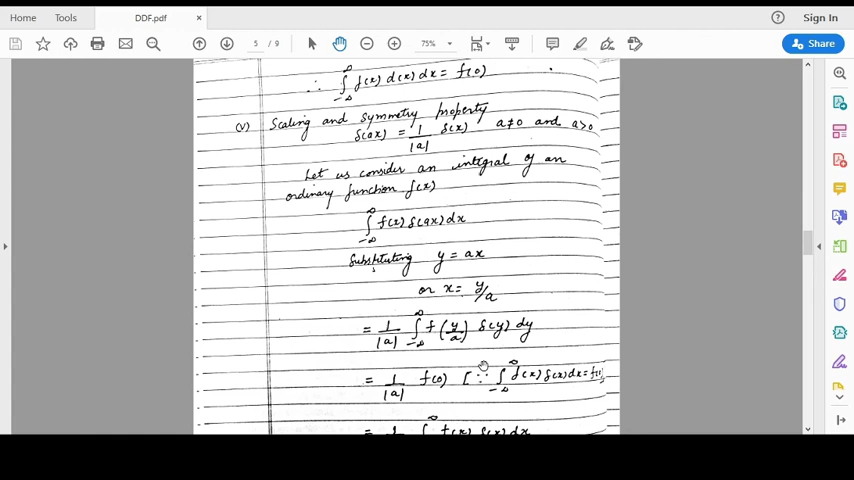 Home Tools DDF.pdf × Sign In
5 / 9 75% Share
∴ ∫_{-∞}^{∞} f(x) d(x) dx = f(0)
(V) Scaling and symmetry property
δ(ax) = 1/|a| δ(x) a≠0 and a>0
Let us consider an integral of an
ordinary function f(x)
∫_{-∞}^{∞} f(x) δ(ax) dx
Substituting y = ax
or x = y/a
= 1/|a| ∫_{-∞}^{∞} f(y/a) δ(y) dy
= 1/|a| f(0) [∵ ∫_{-∞}^{∞} f(x) δ(x) dx = f(
= 1 ∫^{∞} f(x) δ(x) dx